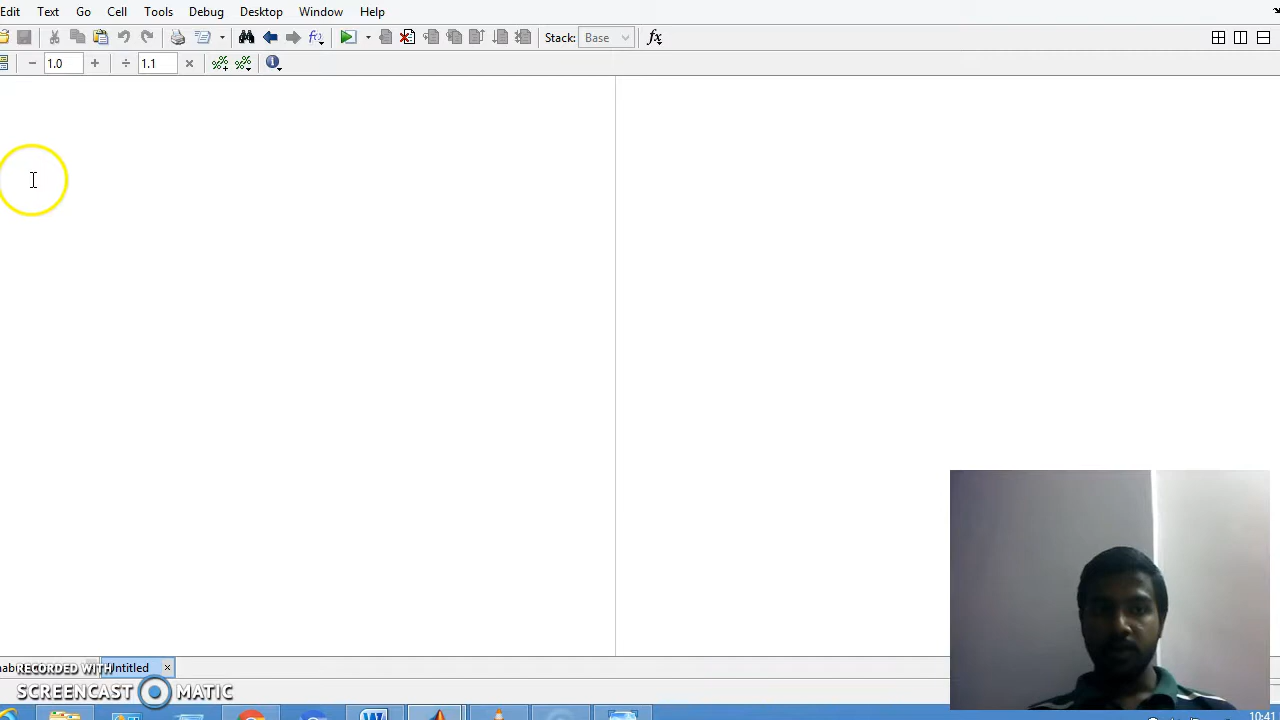 Edit Text Go Cell Tools Debug Desktop Window Help
Stack: Base fx
− 1.0 + ÷ 1.1 ×
Untitled ×
RECORDED WITH
SCREENCAST MATIC
10:41